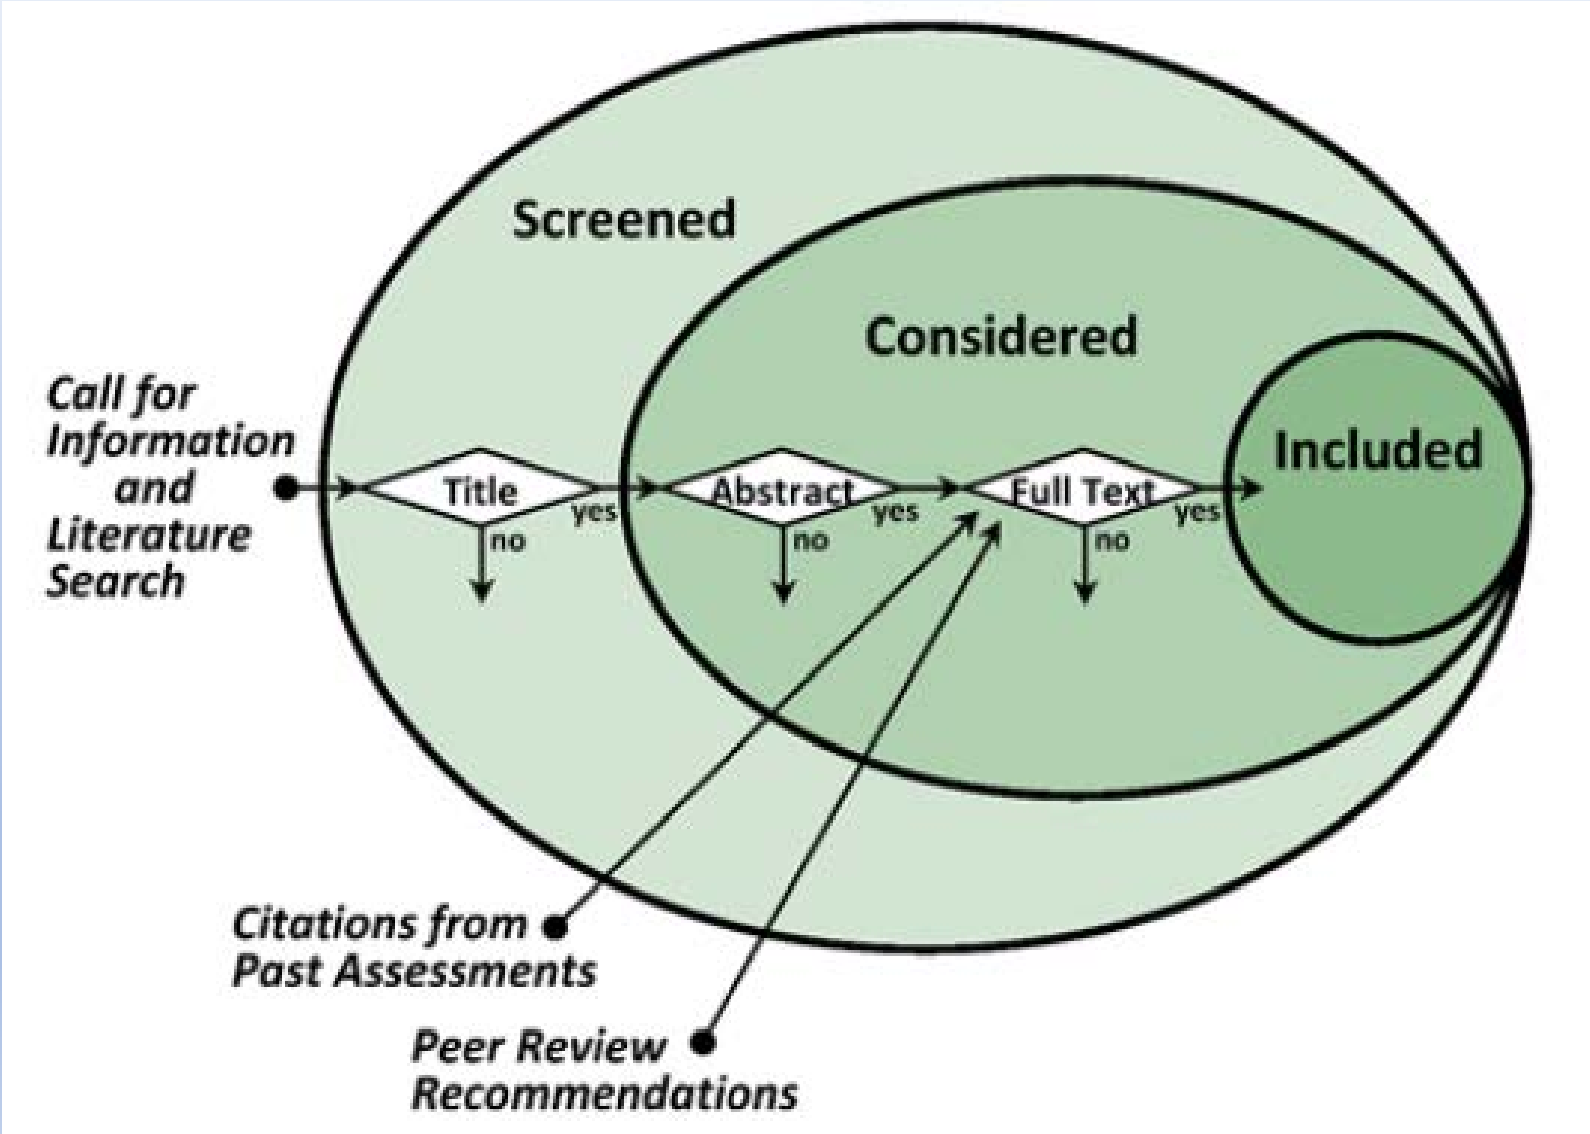 Screened
Considered
Included
Call for
Information
and
Literature
Search
Title
yes
no
Abstract
yes
no
Full Text
yes
no
Citations from
Past Assessments
Peer Review
Recommendations